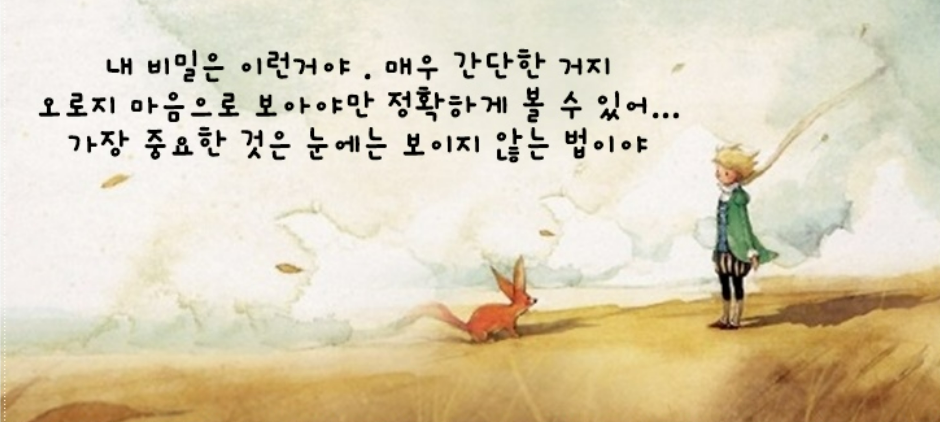 내 비밀은 이런거야 . 매우 간단한 거지
오로지 마음으로 보아야만 정확하게 볼 수 있어...
가장 중요한 것은 눈에는 보이지 않는 법이야